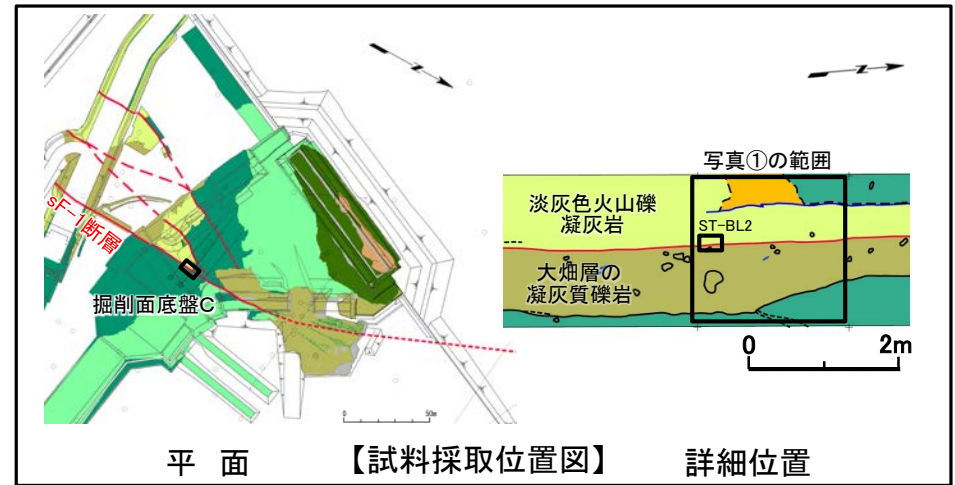 N
sF-1断層
掘削面底盤C
0 50m
N
写真①の範囲
淡灰色火山礫
凝灰岩
ST-BL2
大畑層の
凝灰質礫岩
0 2m
平 面 【試料採取位置図】 詳細位置